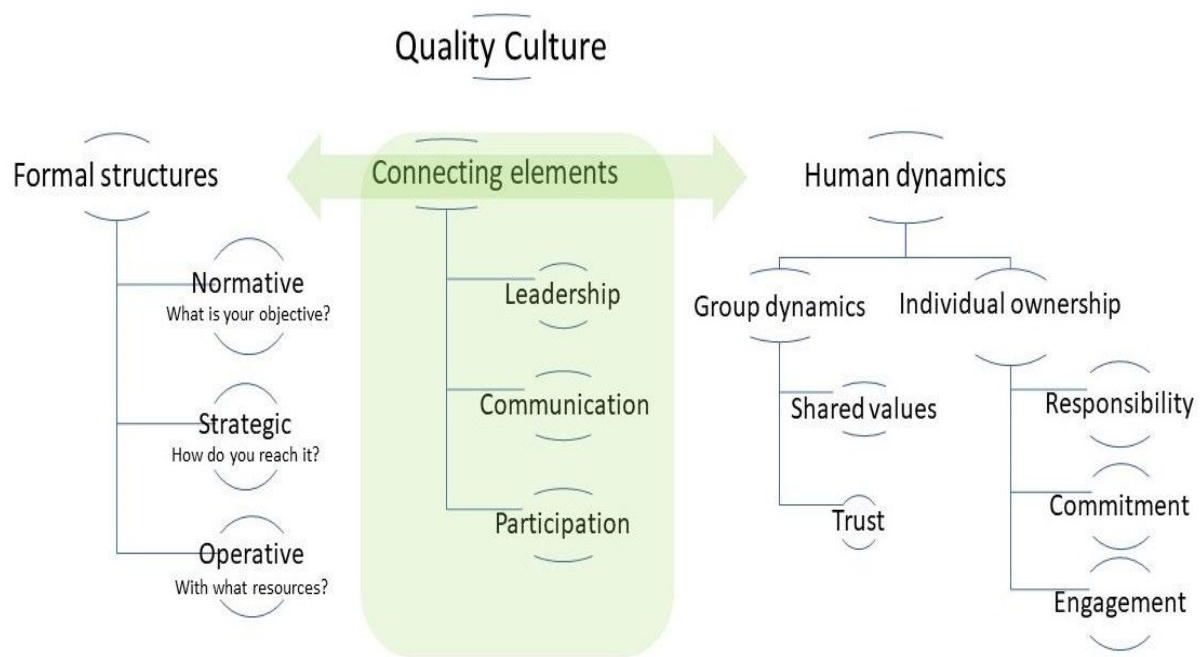 Quality Culture
Formal structures
Normative
What is your objective?
Strategic
How do you reach it?
Operative
With what resources?
Connecting elements
Leadership
Communication
Participation
Human dynamics
Group dynamics
Shared values
Trust
Individual ownership
Responsibility
Commitment
Engagement